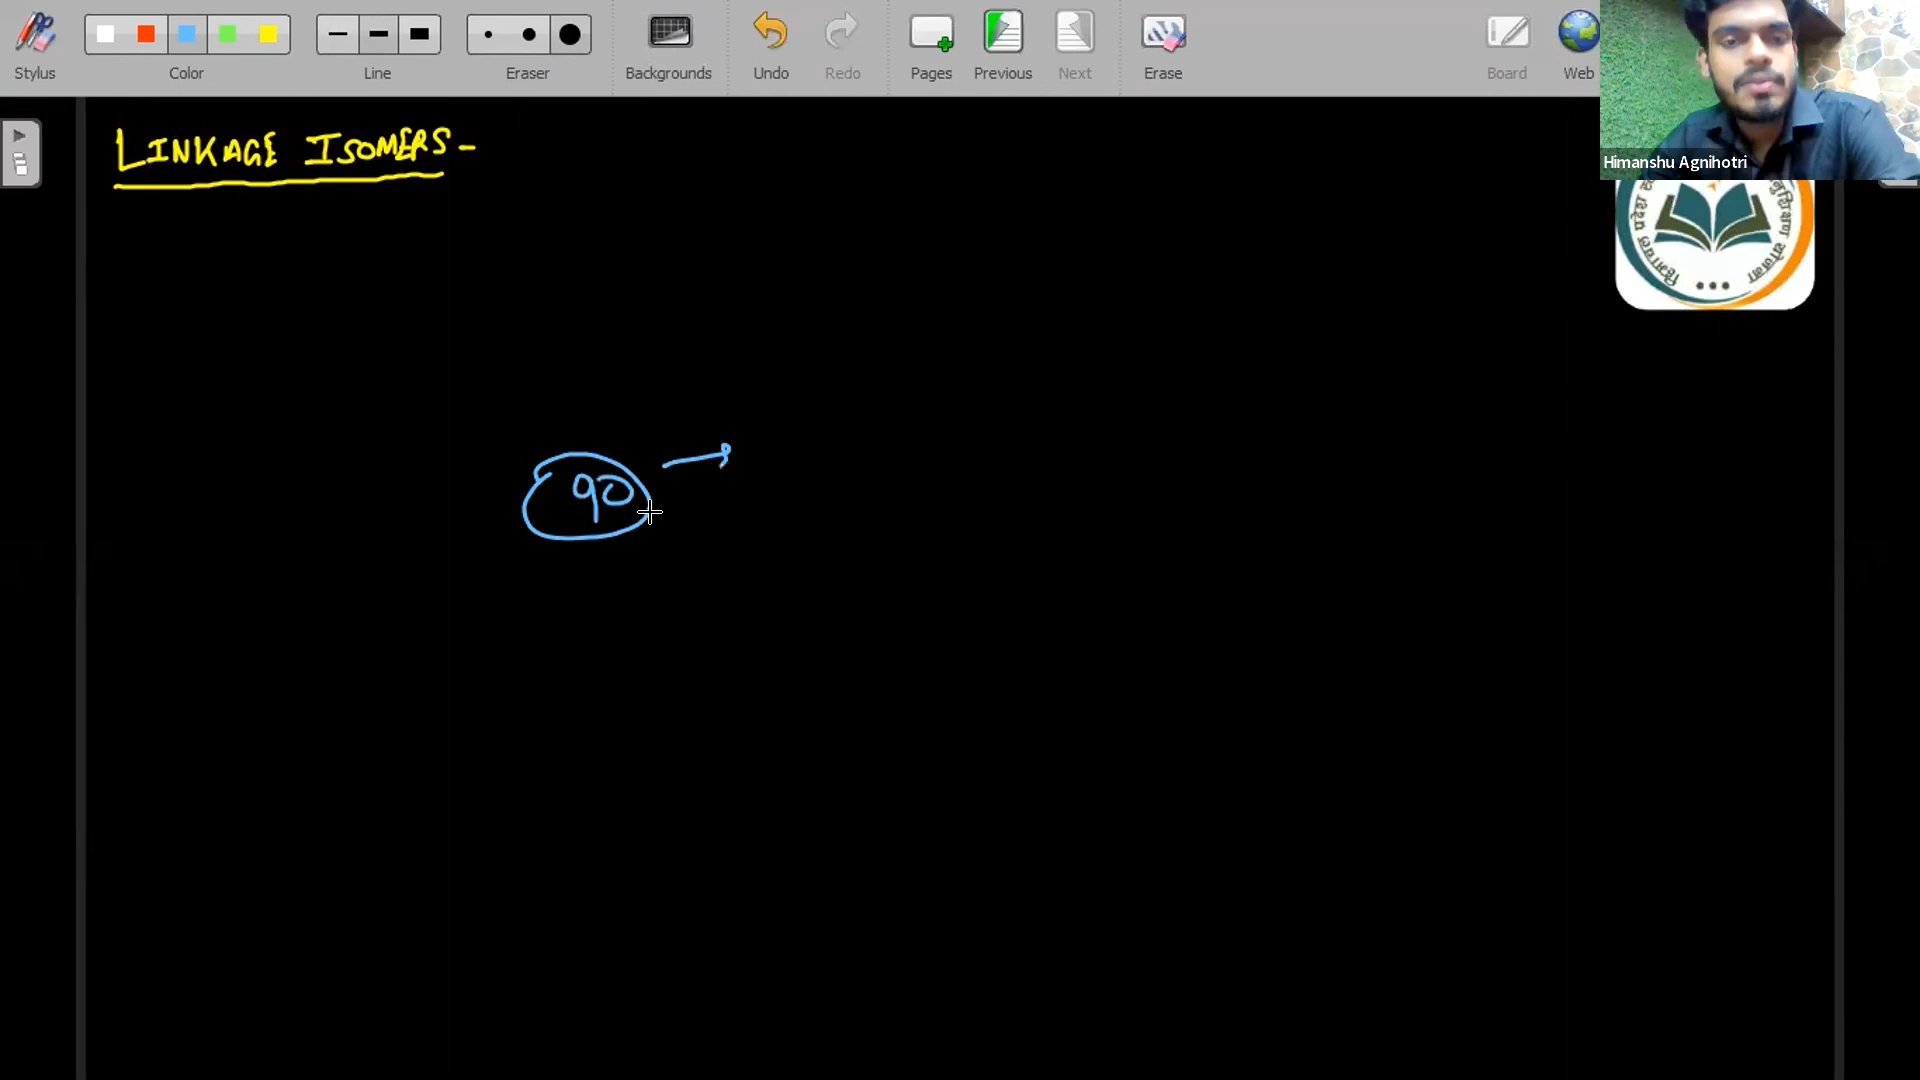 Stylus
Color
Line
Eraser
Backgrounds
Undo
Redo
Pages
Previous
Next
Erase
Board
Web
Himanshu Agnihotri
LINKAGE ISOMERS -
90